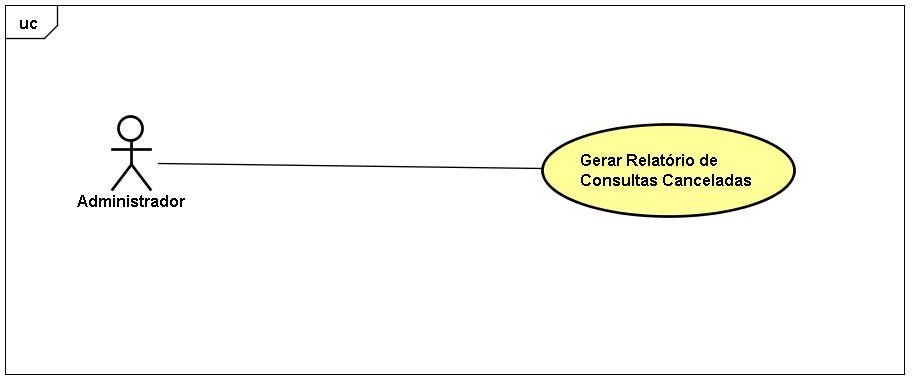 uc
Administrador
Gerar Relatório de
Consultas Canceladas